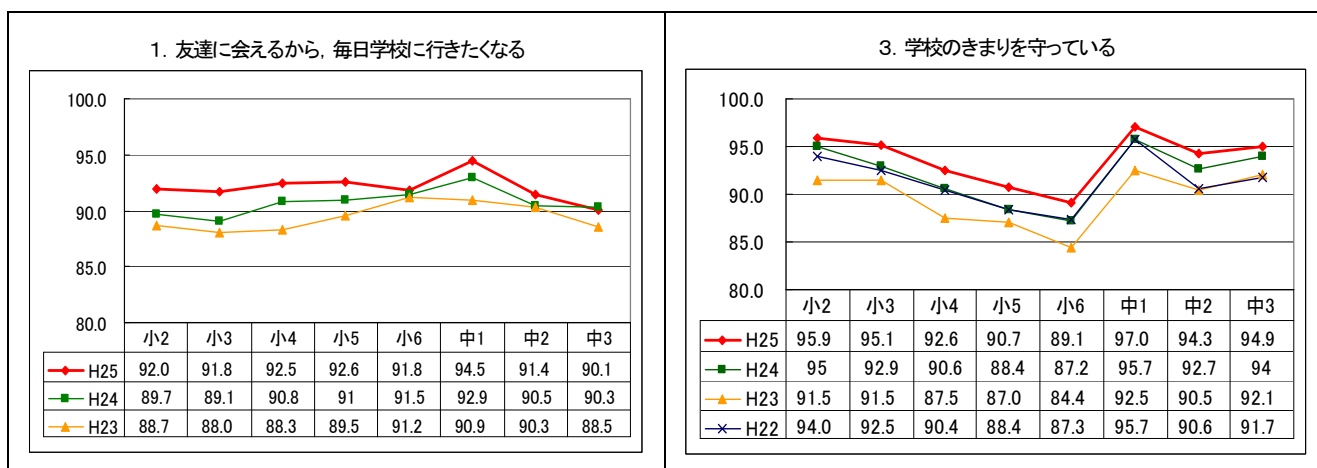 1. 友達に会えるから, 毎日学校に行きたくなる
100.0
95.0
90.0
85.0
80.0
小2 小3 小4 小5 小6 中1 中2 中3
H25 92.0 91.8 92.5 92.6 91.8 94.5 91.4 90.1
H24 89.7 89.1 90.8 91 91.5 92.9 90.5 90.3
H23 88.7 88.0 88.3 89.5 91.2 90.9 90.3 88.5
3. 学校のきまりを守っている
100.0
95.0
90.0
85.0
80.0
小2 小3 小4 小5 小6 中1 中2 中3
H25 95.9 95.1 92.6 90.7 89.1 97.0 94.3 94.9
H24 95 92.9 90.6 88.4 87.2 95.7 92.7 94
H23 91.5 91.5 87.5 87.0 84.4 92.5 90.5 92.1
H22 94.0 92.5 90.4 88.4 87.3 95.7 90.6 91.7